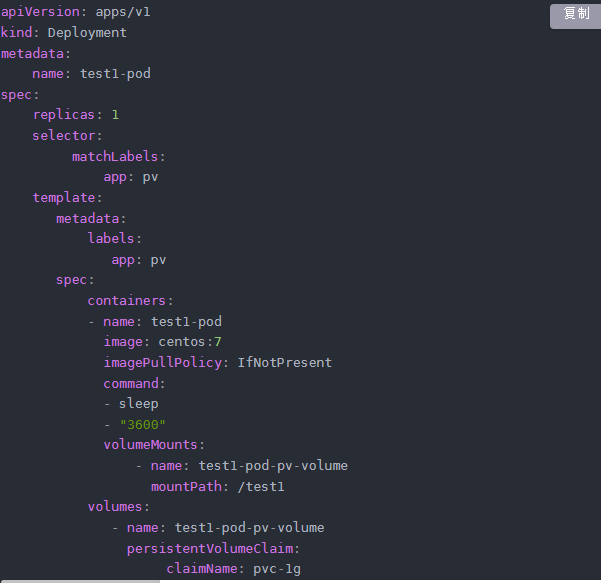 apiVersion: apps/v1
复制
kind: Deployment
metadata:
    name: test1-pod
spec:
    replicas: 1
    selector:
         matchLabels:
             app: pv
    template:
       metadata:
           labels:
              app: pv
       spec:
           containers:
           - name: test1-pod
             image: centos:7
             imagePullPolicy: IfNotPresent
             command:
             - sleep
             - "3600"
             volumeMounts:
                 - name: test1-pod-pv-volume
                   mountPath: /test1
           volumes:
              - name: test1-pod-pv-volume
                persistentVolumeClaim:
                     claimName: pvc-1g